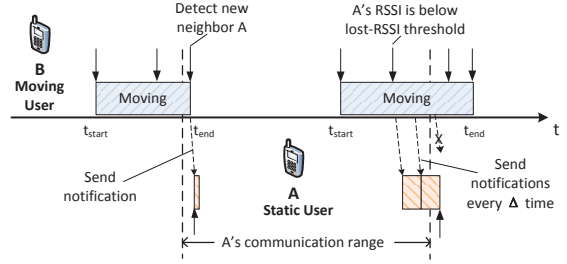 Detect new
neighbor A
A's RSSI is below
lost-RSSI threshold
B
Moving
User
Moving
Moving
t
tstart
tend
tstart
tend
Send
notification
A
Static User
X
Send
notifications
every Δ time
A's communication range